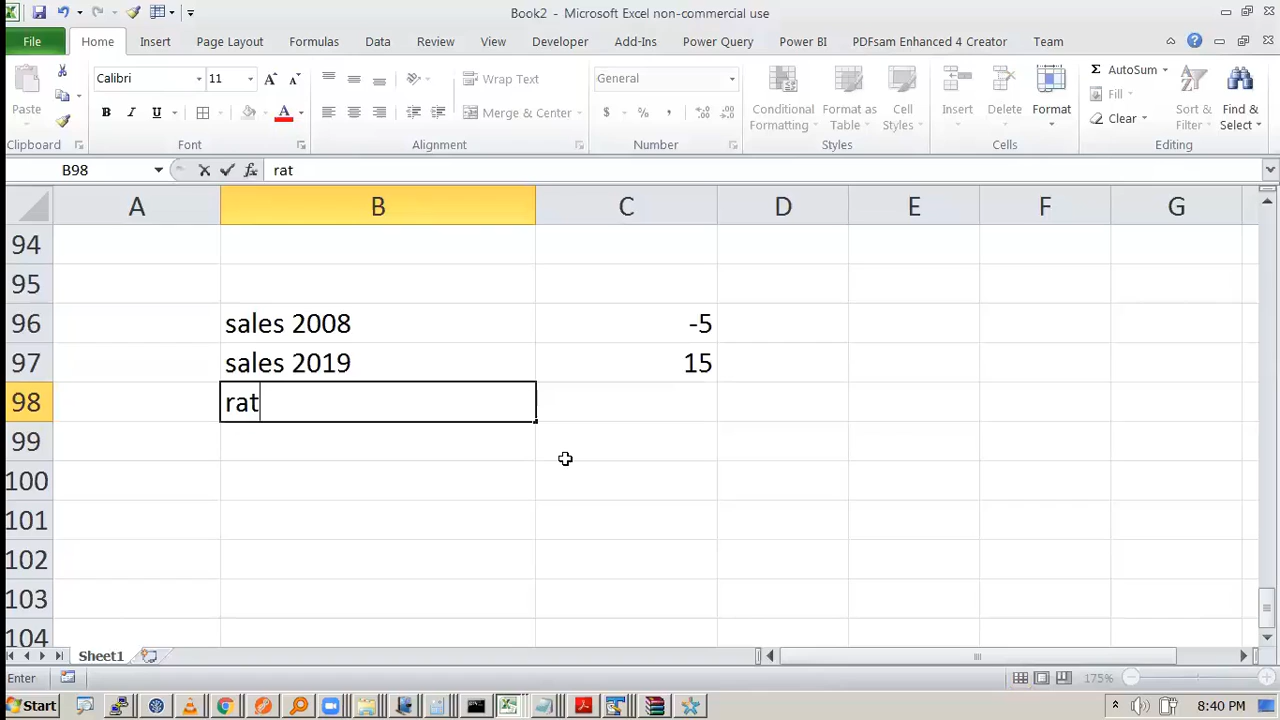 Book2 - Microsoft Excel non-commercial use
File Home Insert Page Layout Formulas Data Review View Developer Add-Ins Power Query Power BI PDFsam Enhanced 4 Creator Team
Paste
Calibri 11
B I U A
Wrap Text
Merge & Center
General
$ % ,
Conditional Formatting
Format as Table
Cell Styles
Insert Delete Format
AutoSum
Fill
Clear
Sort & Filter
Find & Select
Clipboard Font Alignment Number Styles Cells Editing
B98 fx rat
A B C D E F G
94
95
96 sales 2008 -5
97 sales 2019 15
98 rat
99
100
101
102
103
104
Sheet1
Enter 175%
Start 8:40 PM